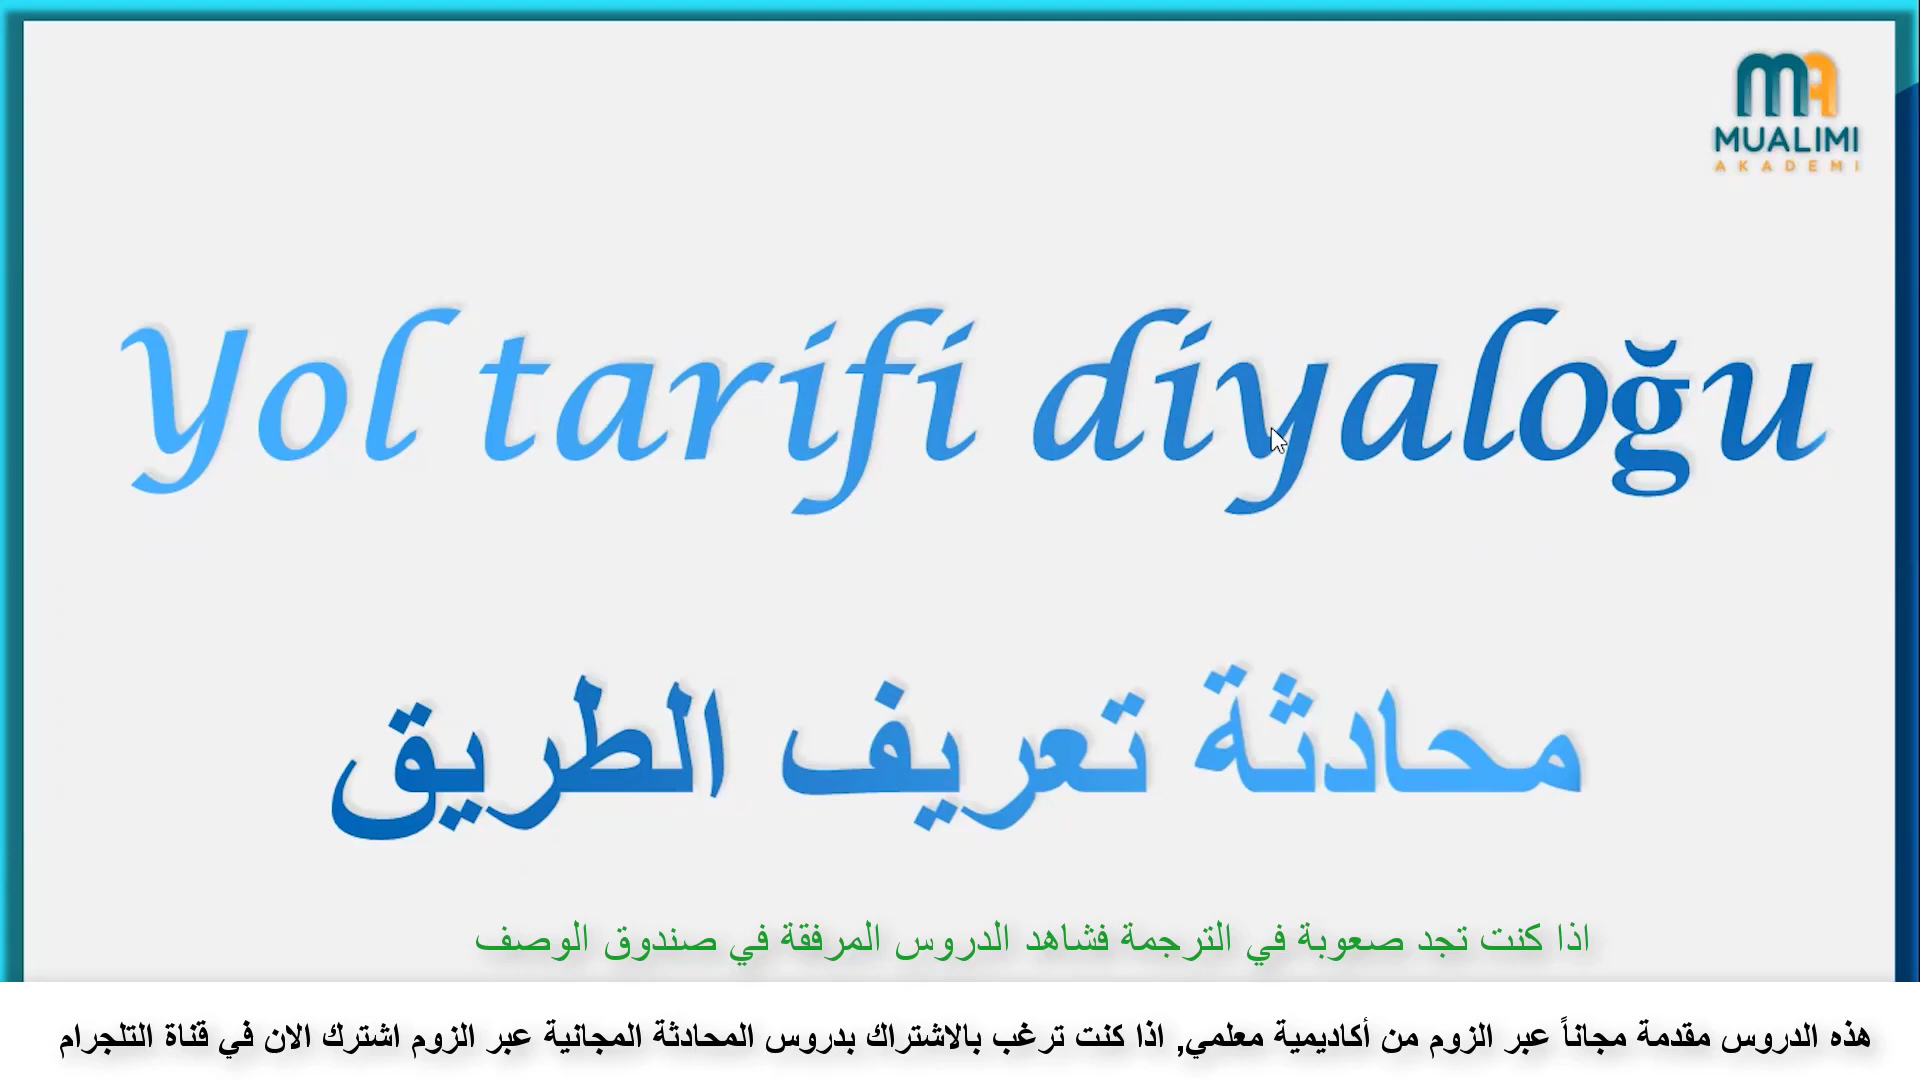 MUALIMI
AKADEMI
Yol tarifi diyaloğu
محادثة تعريف الطريق
اذا كنت تجد صعوبة في الترجمة فشاهد الدروس المرفقة في صندوق الوصف
هذه الدروس مقدمة مجاناً عبر الزوم من أكاديمية معلمي, اذا كنت ترغب بالاشتراك بدروس المحادثة المجانية عبر الزوم اشترك الان في قناة التلجرام